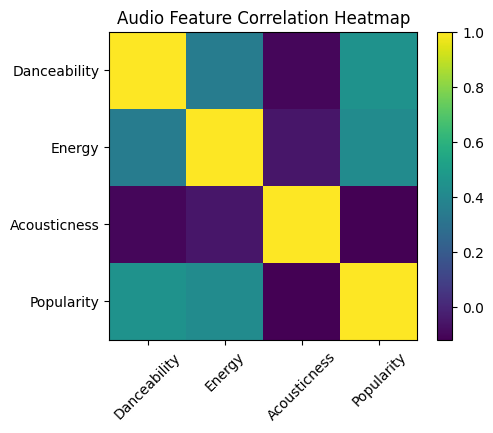 Audio Feature Correlation Heatmap
Danceability
Energy
Acousticness
Popularity
Danceability
Energy
Acousticness
Popularity
1.0
0.8
0.6
0.4
0.2
0.0